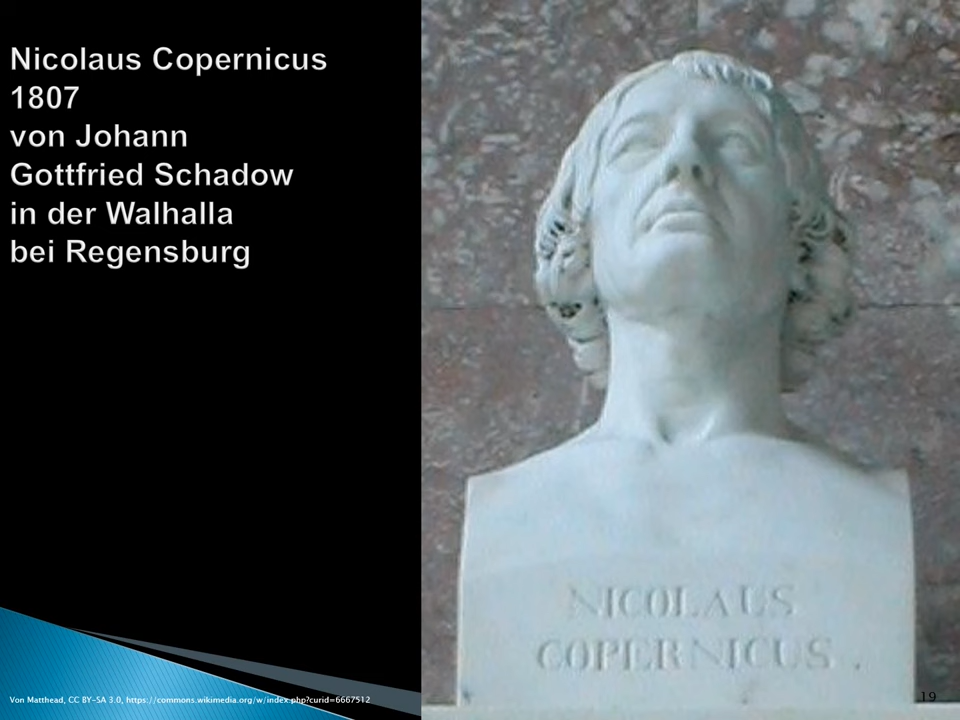 Nicolaus Copernicus
1807
von Johann
Gottfried Schadow
in der Walhalla
bei Regensburg
NICOLAUS
COPERNICUS .
Von Matthead, CC BY-SA 3.0, https://commons.wikimedia.org/w/index.php?curid=6667512
19